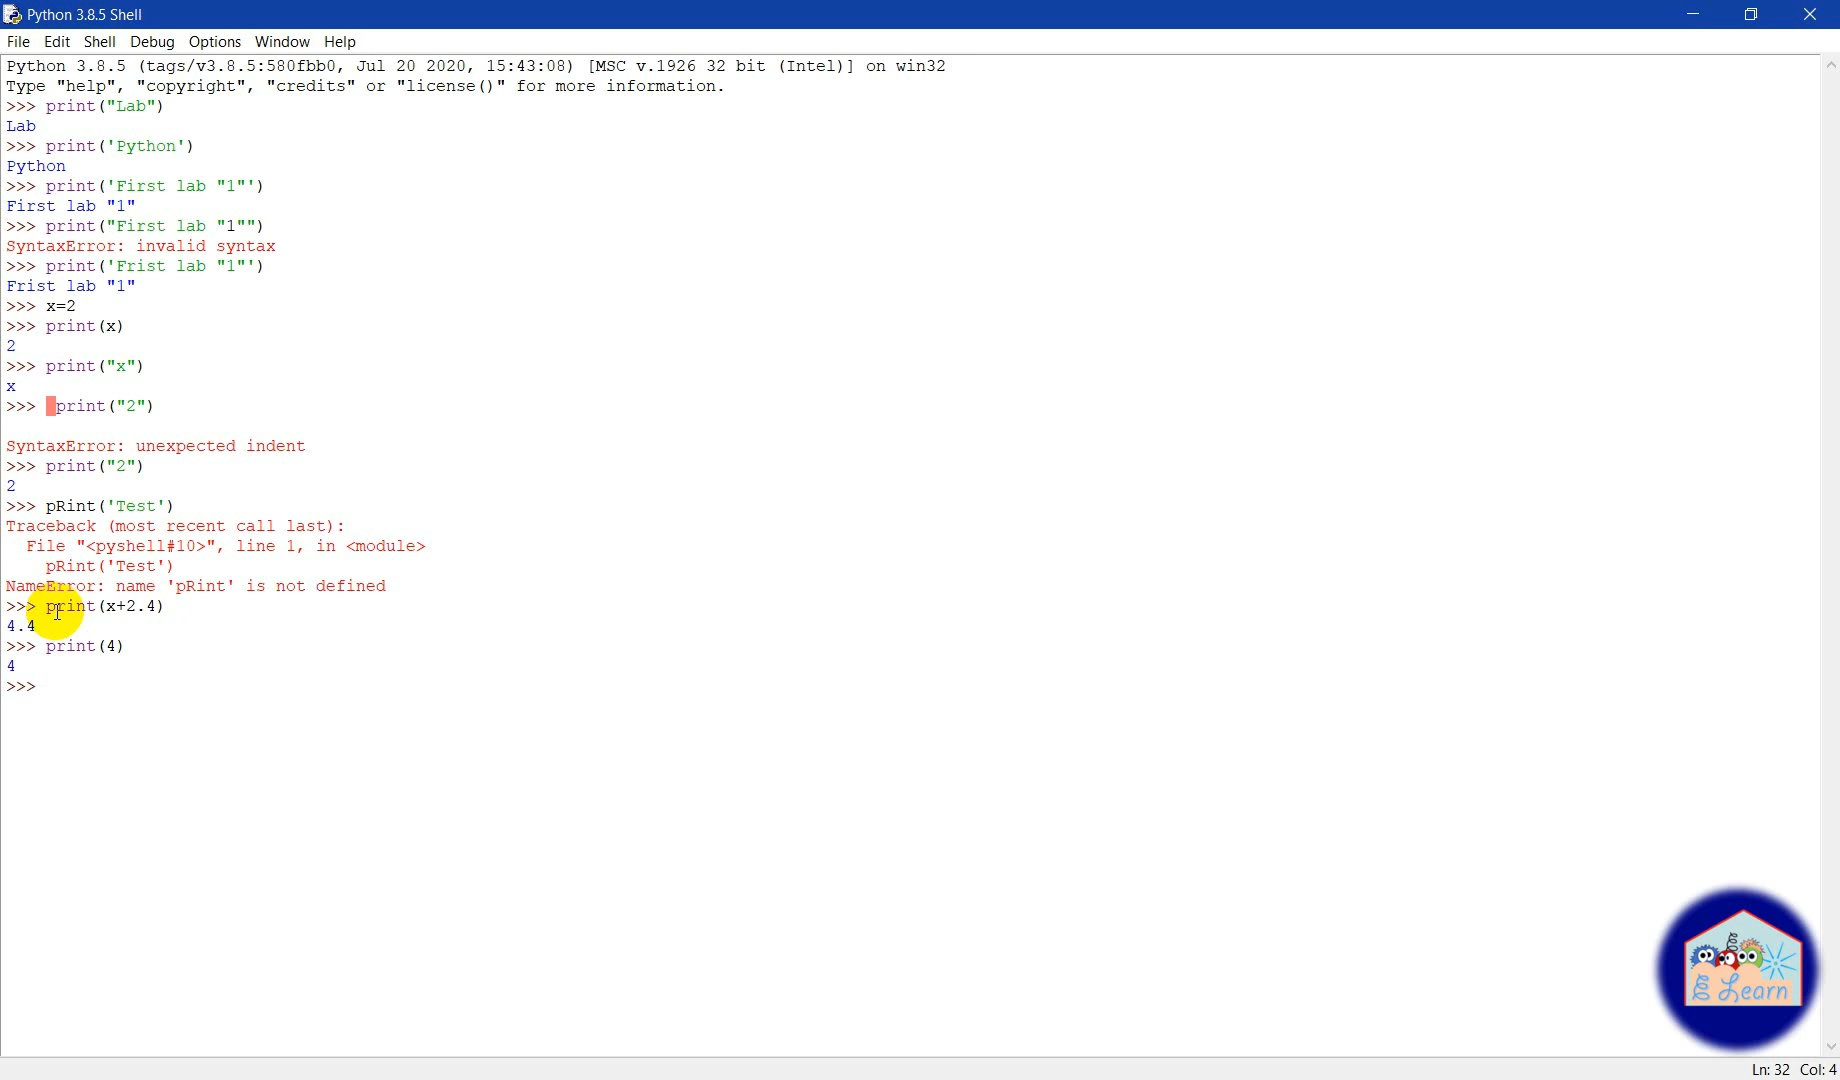 Python 3.8.5 Shell
File Edit Shell Debug Options Window Help
Python 3.8.5 (tags/v3.8.5:580fbb0, Jul 20 2020, 15:43:08) [MSC v.1926 32 bit (Intel)] on win32
Type "help", "copyright", "credits" or "license()" for more information.
>>> print("Lab")
Lab
>>> print('Python')
Python
>>> print('First lab "1"')
First lab "1"
>>> print("First lab "1"")
SyntaxError: invalid syntax
>>> print('Frist lab "1"')
Frist lab "1"
>>> x=2
>>> print(x)
2
>>> print("x")
x
>>>  print("2")
SyntaxError: unexpected indent
>>> print("2")
2
>>> pRint('Test')
Traceback (most recent call last):
  File "<pyshell#10>", line 1, in <module>
    pRint('Test')
NameError: name 'pRint' is not defined
>>> print(x+2.4)
4.4
>>> print(4)
4
>>>
E Learn
Ln: 32 Col: 4